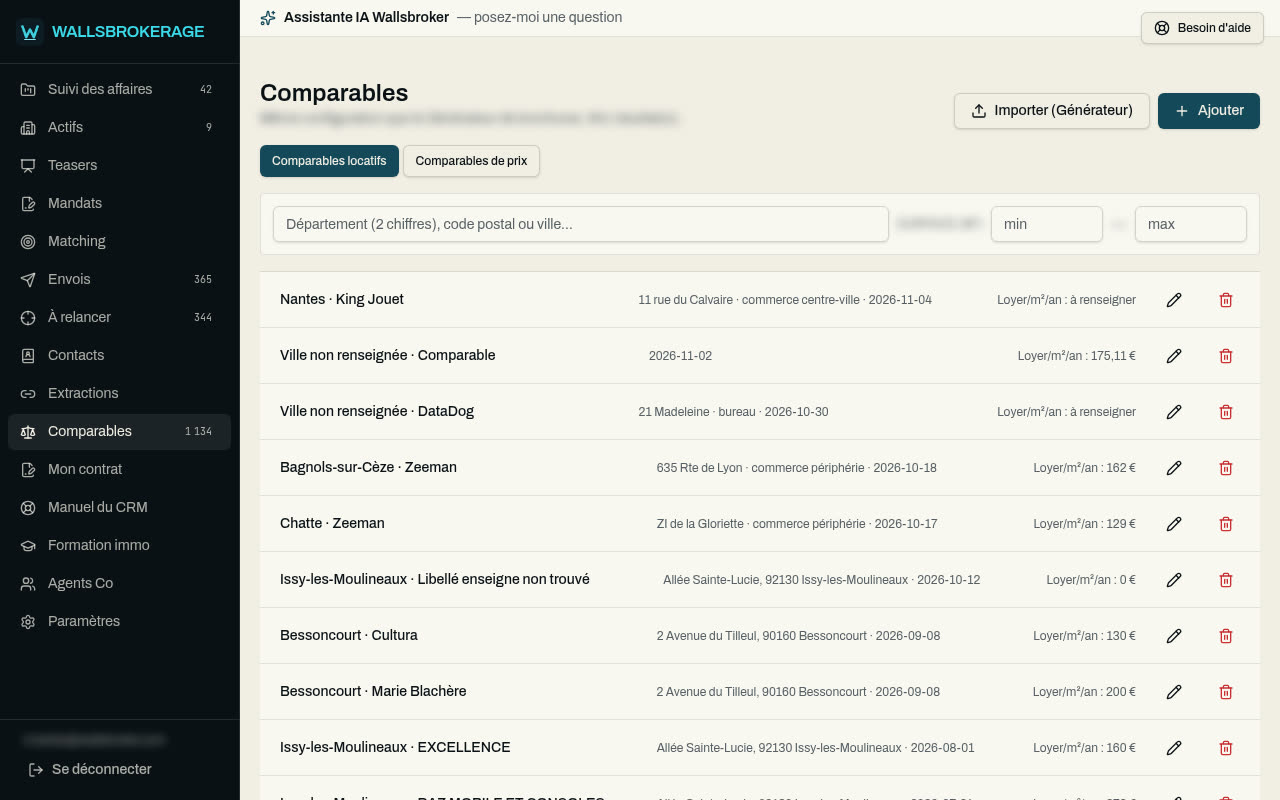 WALLSBROKERAGE
Suivi des affaires 42
Actifs 9
Teasers
Mandats
Matching
Envois 365
À relancer 344
Contacts
Extractions
Comparables 1 134
Mon contrat
Manuel du CRM
Formation immo
Agents Co
Paramètres
Se déconnecter
Assistante IA Wallsbroker — posez-moi une question
Besoin d'aide
Comparables
Importer (Générateur)
Ajouter
Comparables locatifs
Comparables de prix
Département (2 chiffres), code postal ou ville... min max
Nantes · King Jouet 11 rue du Calvaire · commerce centre-ville · 2026-11-04 Loyer/m²/an : à renseigner
Ville non renseignée · Comparable 2026-11-02 Loyer/m²/an : 175,11 €
Ville non renseignée · DataDog 21 Madeleine · bureau · 2026-10-30 Loyer/m²/an : à renseigner
Bagnols-sur-Cèze · Zeeman 635 Rte de Lyon · commerce périphérie · 2026-10-18 Loyer/m²/an : 162 €
Chatte · Zeeman ZI de la Gloriette · commerce périphérie · 2026-10-17 Loyer/m²/an : 129 €
Issy-les-Moulineaux · Libellé enseigne non trouvé Allée Sainte-Lucie, 92130 Issy-les-Moulineaux · 2026-10-12 Loyer/m²/an : 0 €
Bessoncourt · Cultura 2 Avenue du Tilleul, 90160 Bessoncourt · 2026-09-08 Loyer/m²/an : 130 €
Bessoncourt · Marie Blachère 2 Avenue du Tilleul, 90160 Bessoncourt · 2026-09-08 Loyer/m²/an : 200 €
Issy-les-Moulineaux · EXCELLENCE Allée Sainte-Lucie, 92130 Issy-les-Moulineaux · 2026-08-01 Loyer/m²/an : 160 €